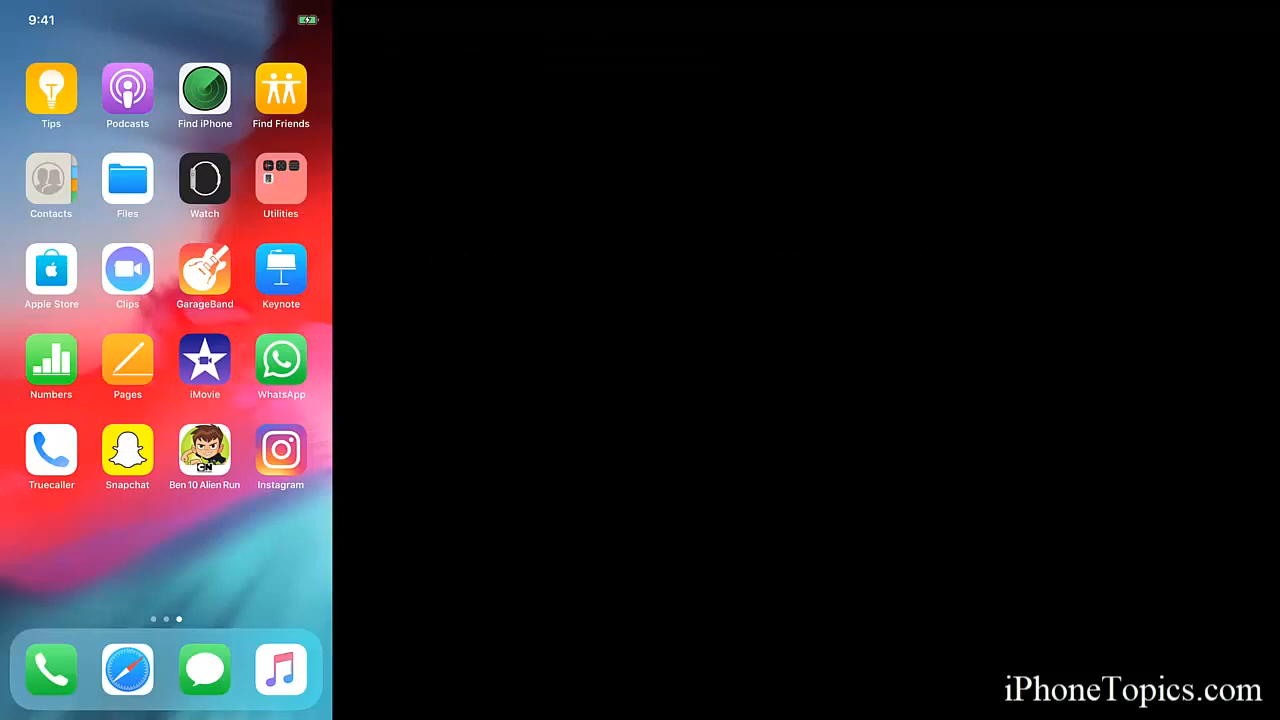 9:41
Tips Podcasts Find iPhone Find Friends
Contacts Files Watch Utilities
Apple Store Clips GarageBand Keynote
Numbers Pages iMovie WhatsApp
CN
Truecaller Snapchat Ben 10 Alien Run Instagram
iPhoneTopics.com